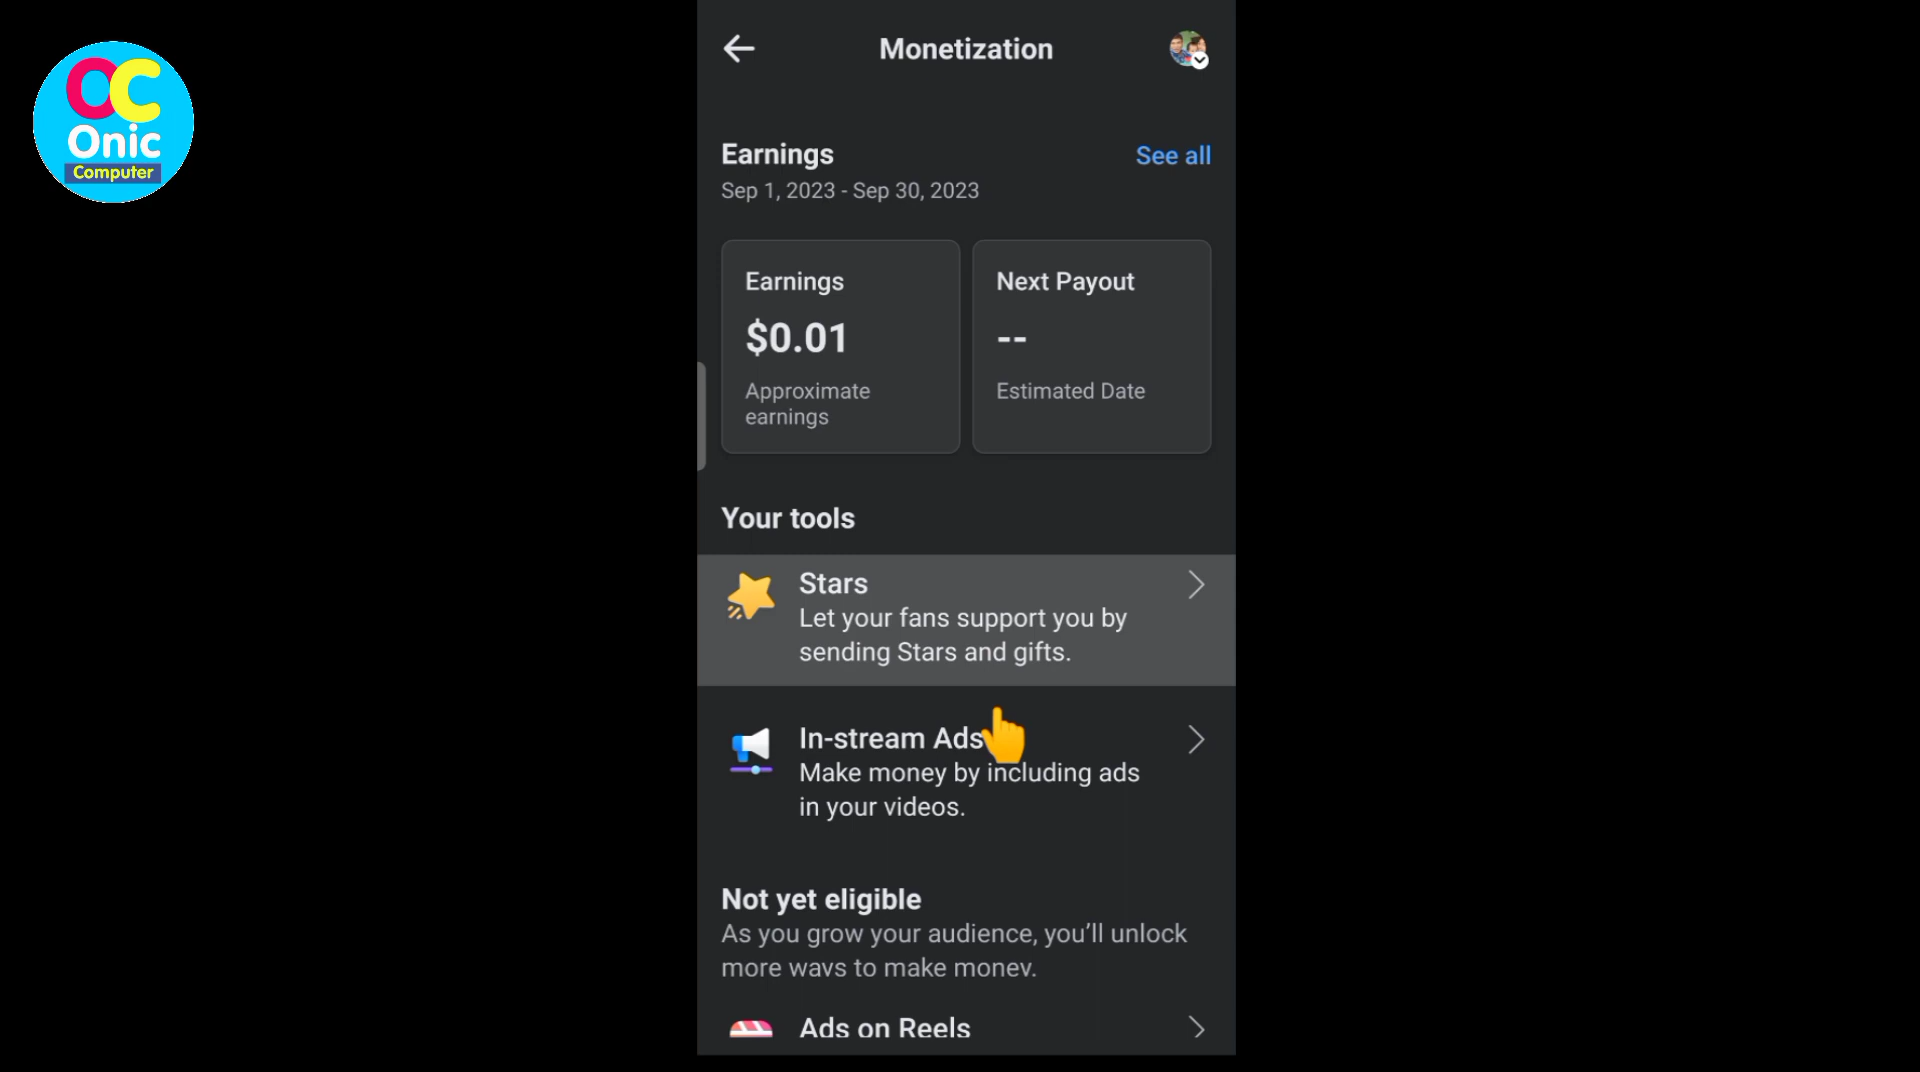 OC
Onic
Computer
Monetization
Earnings
See all
Sep 1, 2023 - Sep 30, 2023
Earnings
$0.01
Approximate
earnings
Next Payout
--
Estimated Date
Your tools
Stars
Let your fans support you by
sending Stars and gifts.
In-stream Ads
Make money by including ads
in your videos.
Not yet eligible
As you grow your audience, you’ll unlock
more ways to make money.
Ads on Reels